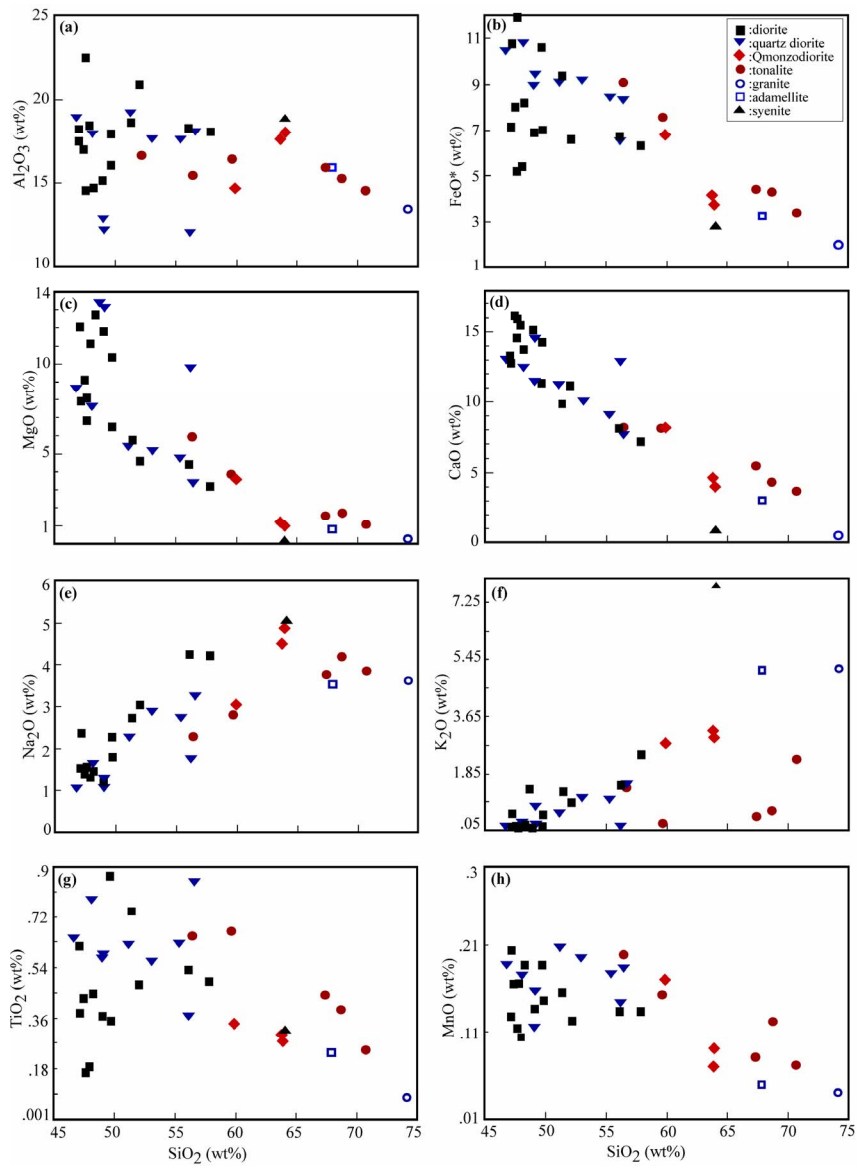 (a)
25
20
15
10
Al2O3 (wt%)
(b)
11
9
7
5
3
1
FeO* (wt%)
:diorite
:quartz diorite
:Qmonzodiorite
:tonalite
:granite
:adamellite
:syenite
(c)
14
10
5
1
MgO (wt%)
(d)
15
10
5
0
CaO (wt%)
(e)
6
5
4
3
2
1
0
Na2O (wt%)
(f)
7.25
5.45
3.65
1.85
.05
K2O (wt%)
(g)
.9
.72
.54
.36
.18
.001
TiO2 (wt%)
45 50 55 60 65 70 75
SiO2 (wt%)
(h)
.3
.21
.11
.01
MnO (wt%)
45 50 55 60 65 70 75
SiO2 (wt%)